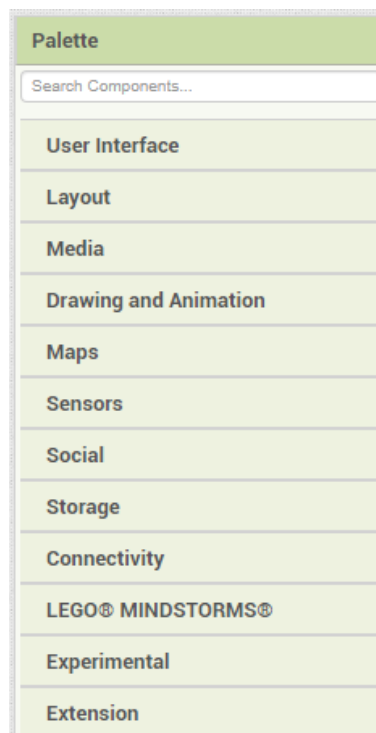 Palette
Search Components...
User Interface
Layout
Media
Drawing and Animation
Maps
Sensors
Social
Storage
Connectivity
LEGO® MINDSTORMS®
Experimental
Extension